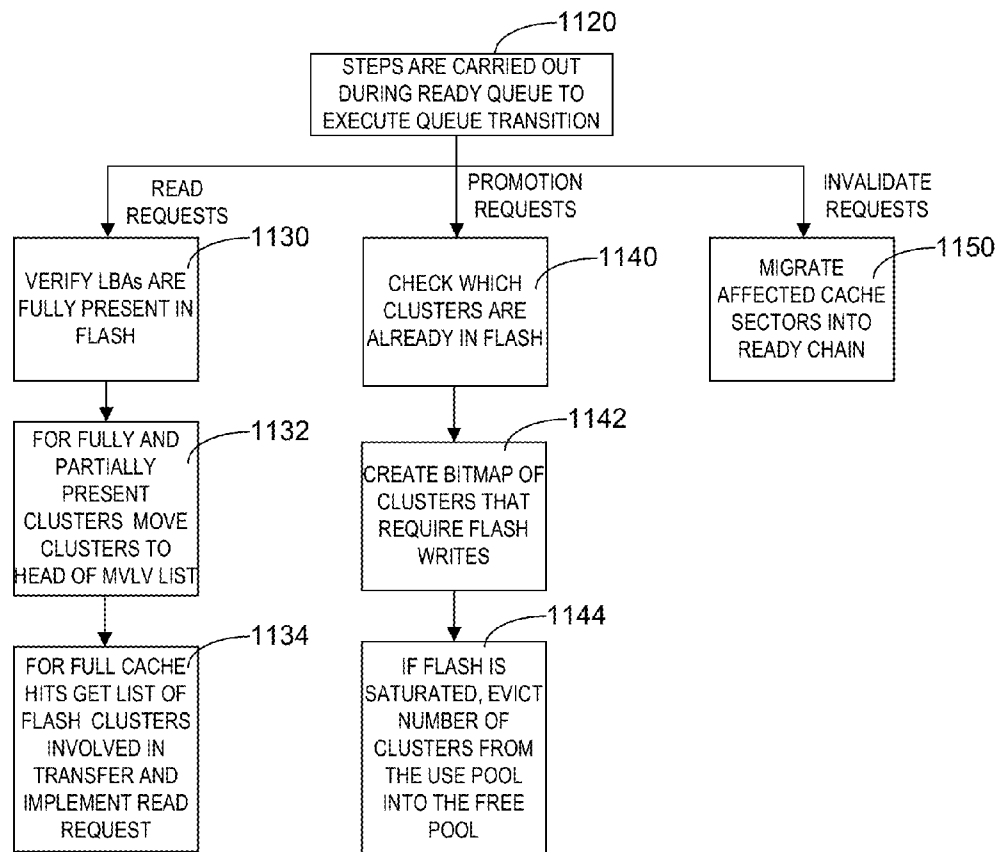 1120
STEPS ARE CARRIED OUT
DURING READY QUEUE TO
EXECUTE QUEUE TRANSITION
READ
REQUESTS
PROMOTION
REQUESTS
INVALIDATE
REQUESTS
1130
VERIFY LBAs ARE
FULLY PRESENT IN
FLASH
1140
CHECK WHICH
CLUSTERS ARE
ALREADY IN FLASH
1150
MIGRATE
AFFECTED CACHE
SECTORS INTO
READY CHAIN
1132
FOR FULLY AND
PARTIALLY
PRESENT
CLUSTERS MOVE
CLUSTERS TO
HEAD OF MVLV LIST
1142
CREATE BITMAP OF
CLUSTERS THAT
REQUIRE FLASH
WRITES
1134
FOR FULL CACHE
HITS GET LIST OF
FLASH CLUSTERS
INVOLVED IN
TRANSFER AND
IMPLEMENT READ
REQUEST
1144
IF FLASH IS
SATURATED, EVICT
NUMBER OF
CLUSTERS FROM
THE USE POOL
INTO THE FREE
POOL